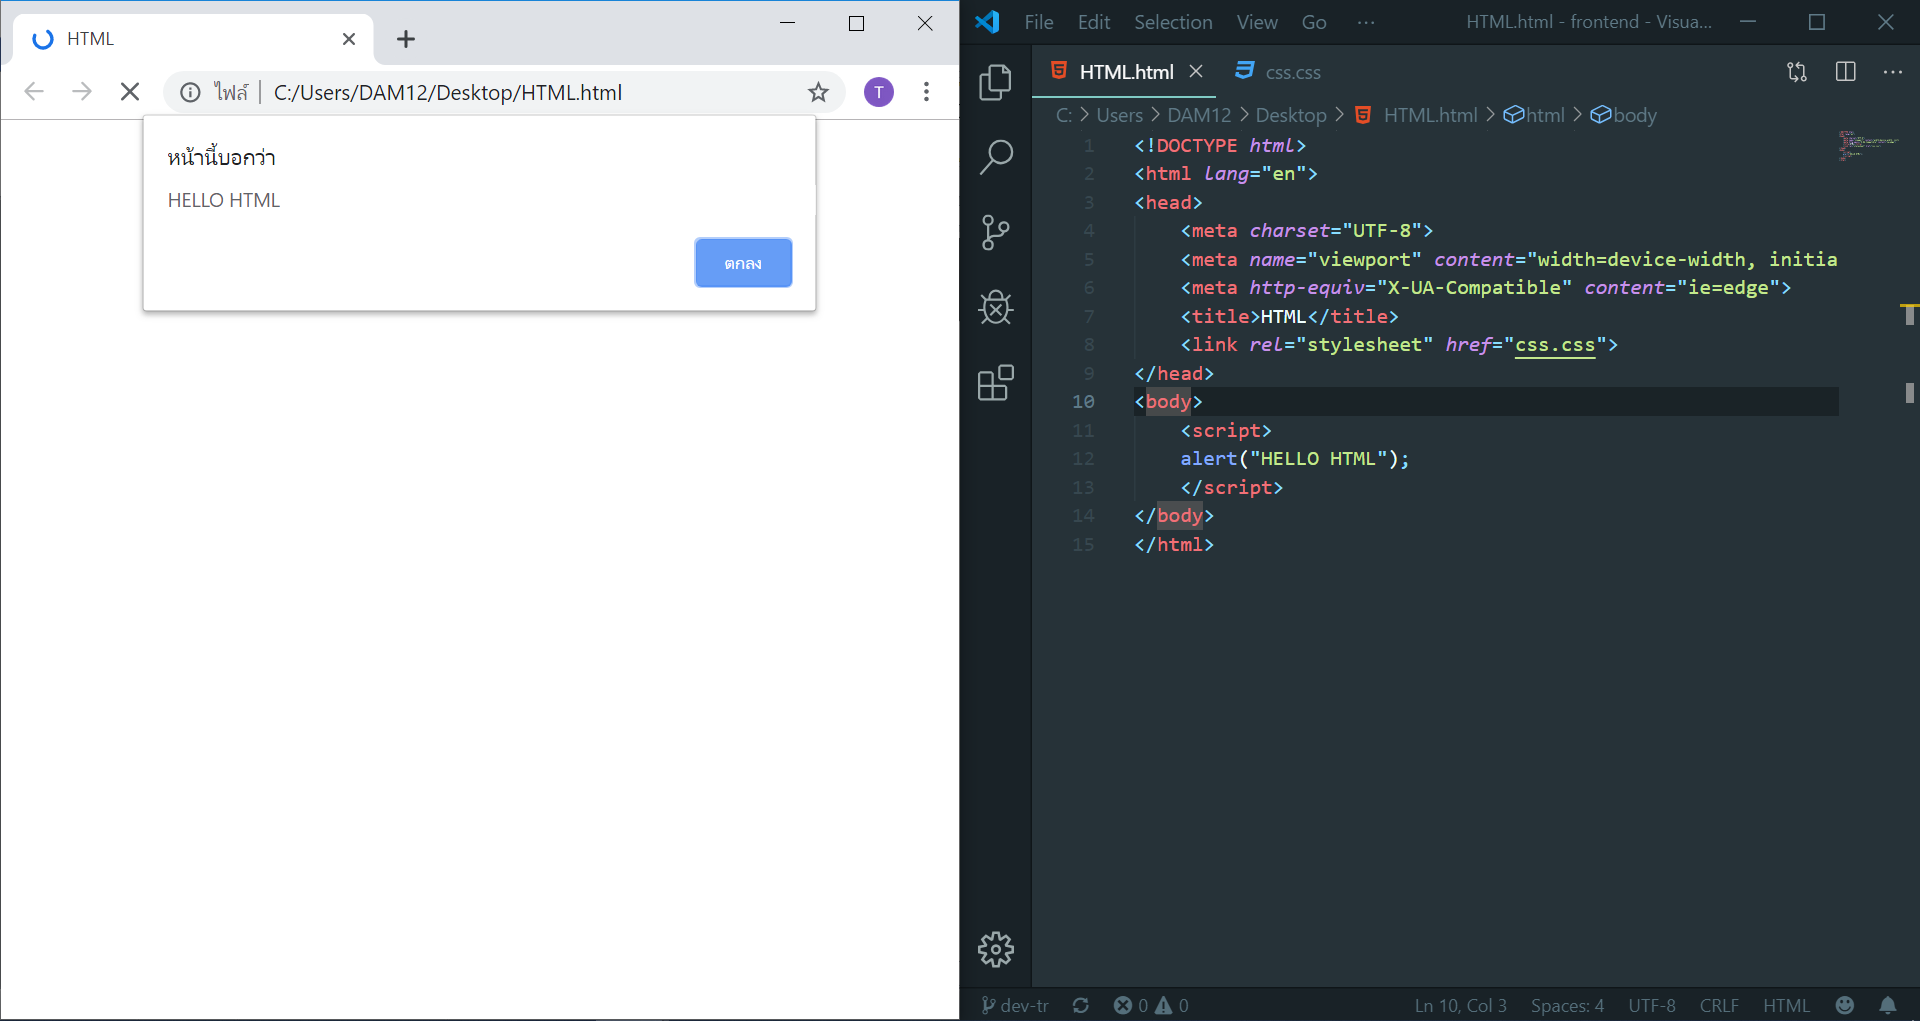 HTML
ไฟล์ C:/Users/DAM12/Desktop/HTML.html
T
หน้านี้บอกว่า
HELLO HTML
ตกลง
File Edit Selection View Go ··· HTML.html - frontend - Visua...
HTML.html css.css
C: > Users > DAM12 > Desktop > HTML.html > html > body
1 <!DOCTYPE html>
2 <html lang="en">
3 <head>
4 <meta charset="UTF-8">
5 <meta name="viewport" content="width=device-width, initia
6 <meta http-equiv="X-UA-Compatible" content="ie=edge">
7 <title>HTML</title>
8 <link rel="stylesheet" href="css.css">
9 </head>
10 <body>
11 <script>
12 alert("HELLO HTML");
13 </script>
14 </body>
15 </html>
dev-tr 0 0 Ln 10, Col 3 Spaces: 4 UTF-8 CRLF HTML